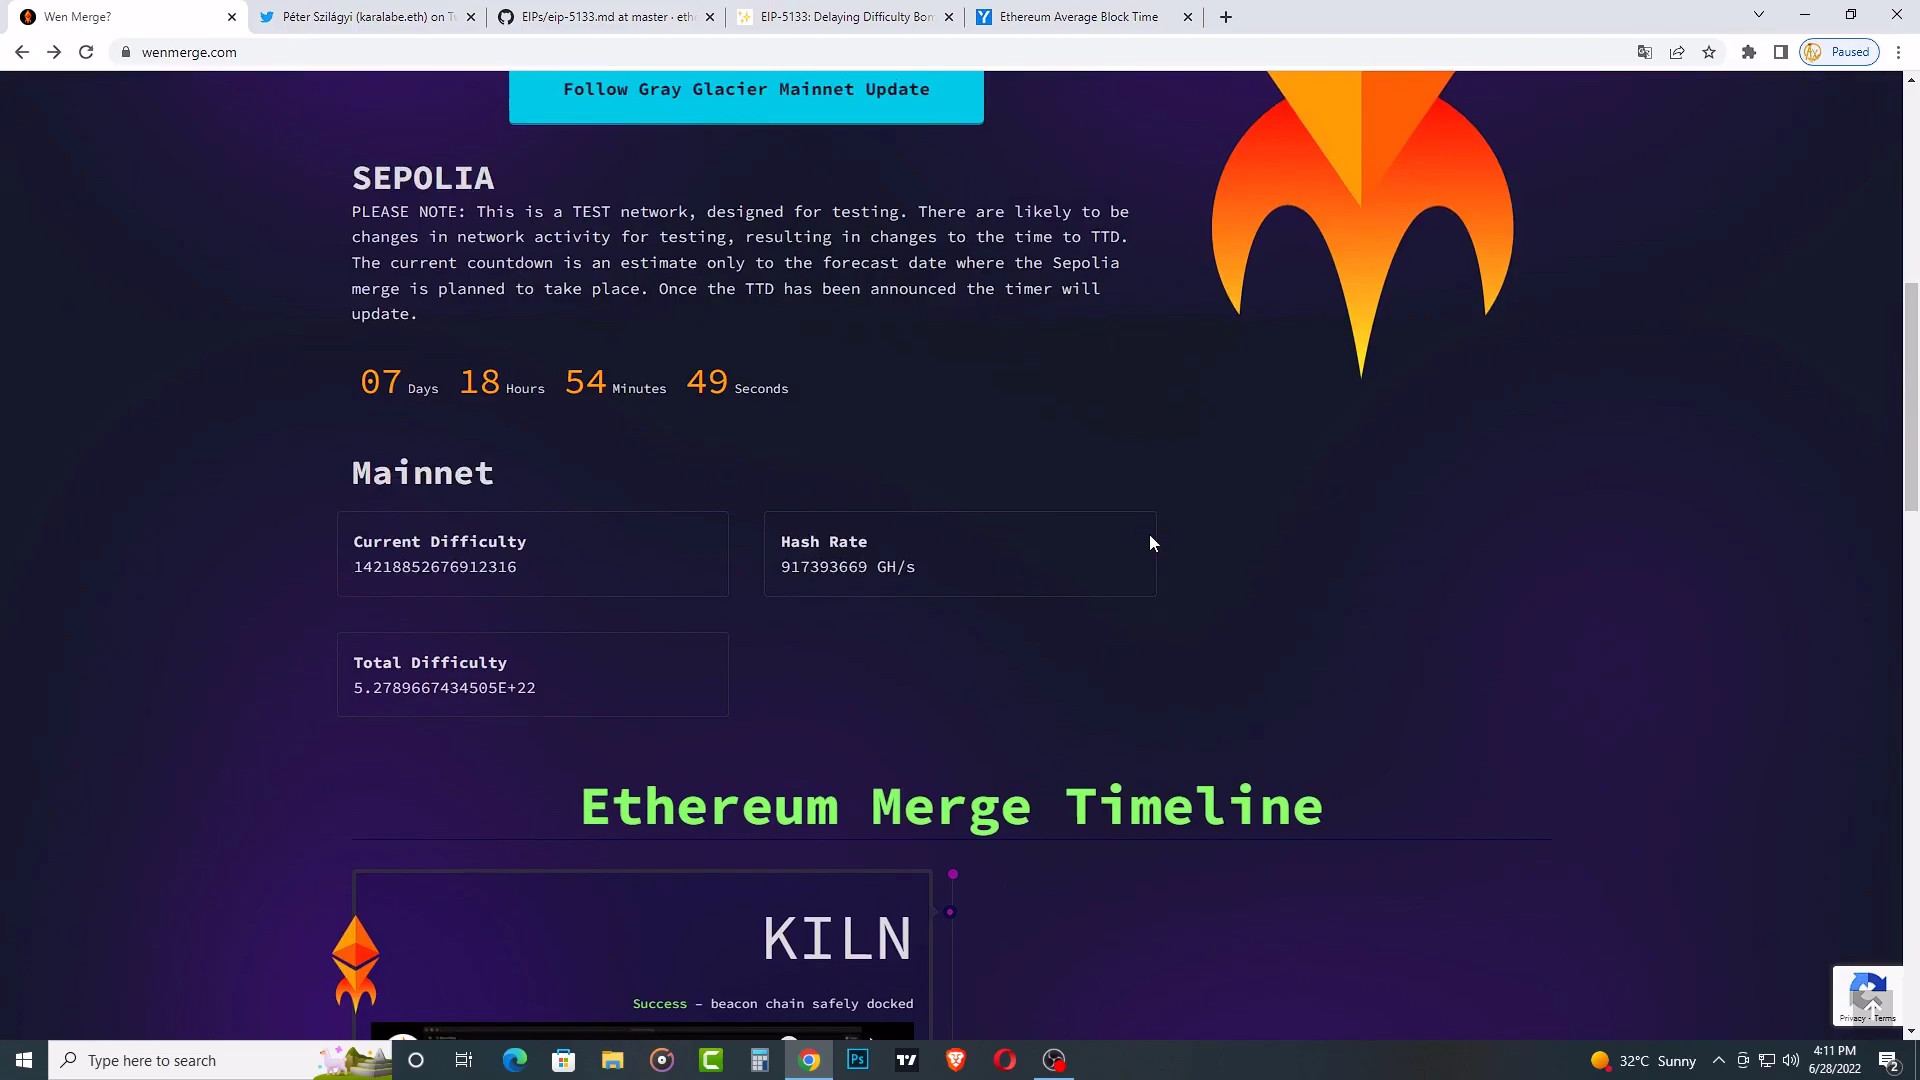 Wen Merge?
Péter Szilágyi (karalabe.eth) on Tw
EIPs/eip-5133.md at master · ethe
EIP-5133: Delaying Difficulty Bom
Ethereum Average Block Time
wenmerge.com
Paused
Follow Gray Glacier Mainnet Update
SEPOLIA
PLEASE NOTE: This is a TEST network, designed for testing. There are likely to be
changes in network activity for testing, resulting in changes to the time to TTD.
The current countdown is an estimate only to the forecast date where the Sepolia
merge is planned to take place. Once the TTD has been announced the timer will
update.
07 Days 18 Hours 54 Minutes 49 Seconds
Mainnet
Current Difficulty
14218852676912316
Hash Rate
917393669 GH/s
Total Difficulty
5.2789667434505E+22
Ethereum Merge Timeline
KILN
Success – beacon chain safely docked
Privacy - Terms
Type here to search
Ps
32°C Sunny
4:11 PM
6/28/2022
2